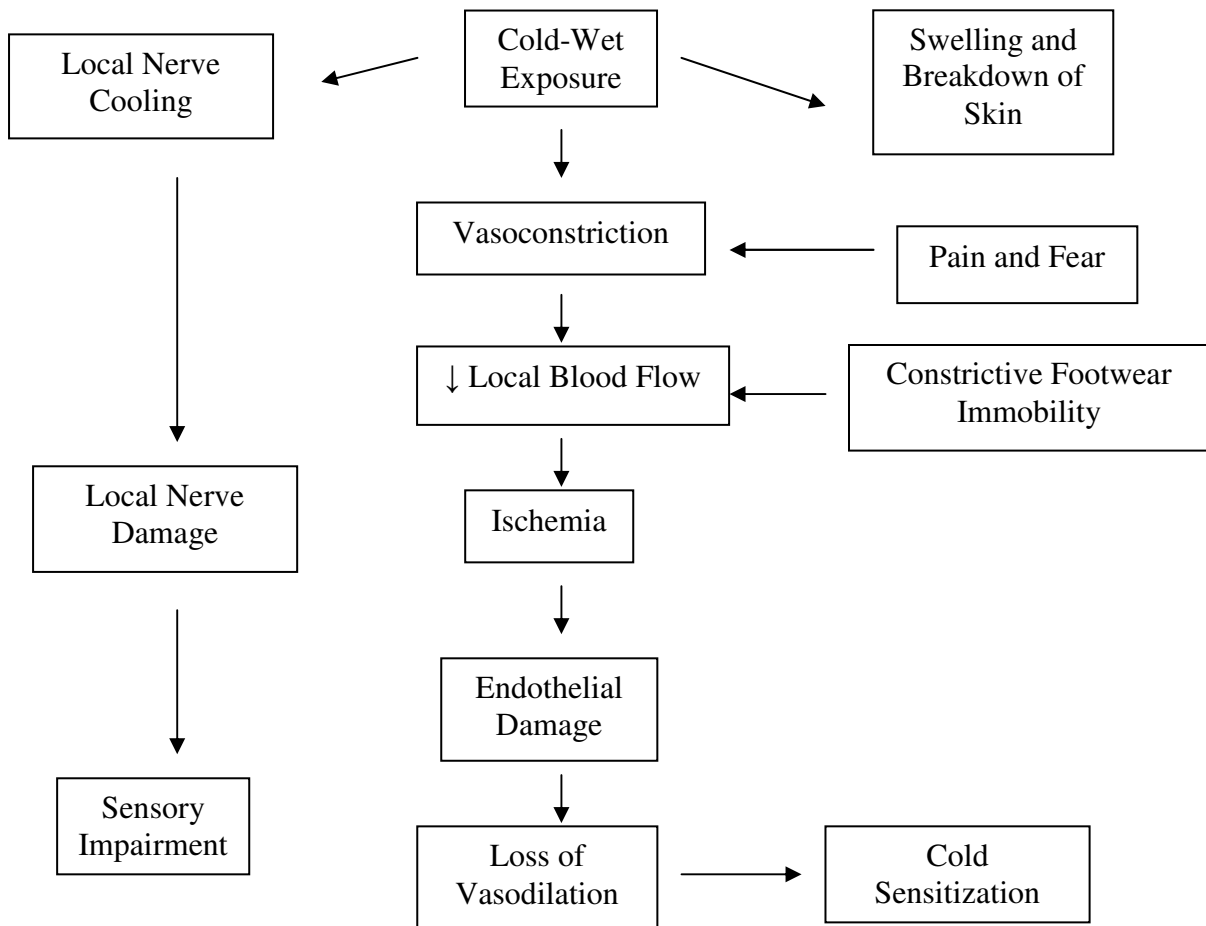 Local Nerve
Cooling
Cold-Wet
Exposure
Swelling and
Breakdown of
Skin
Vasoconstriction
Pain and Fear
↓ Local Blood Flow
Constrictive Footwear
Immobility
Local Nerve
Damage
Ischemia
Endothelial
Damage
Sensory
Impairment
Loss of
Vasodilation
Cold
Sensitization